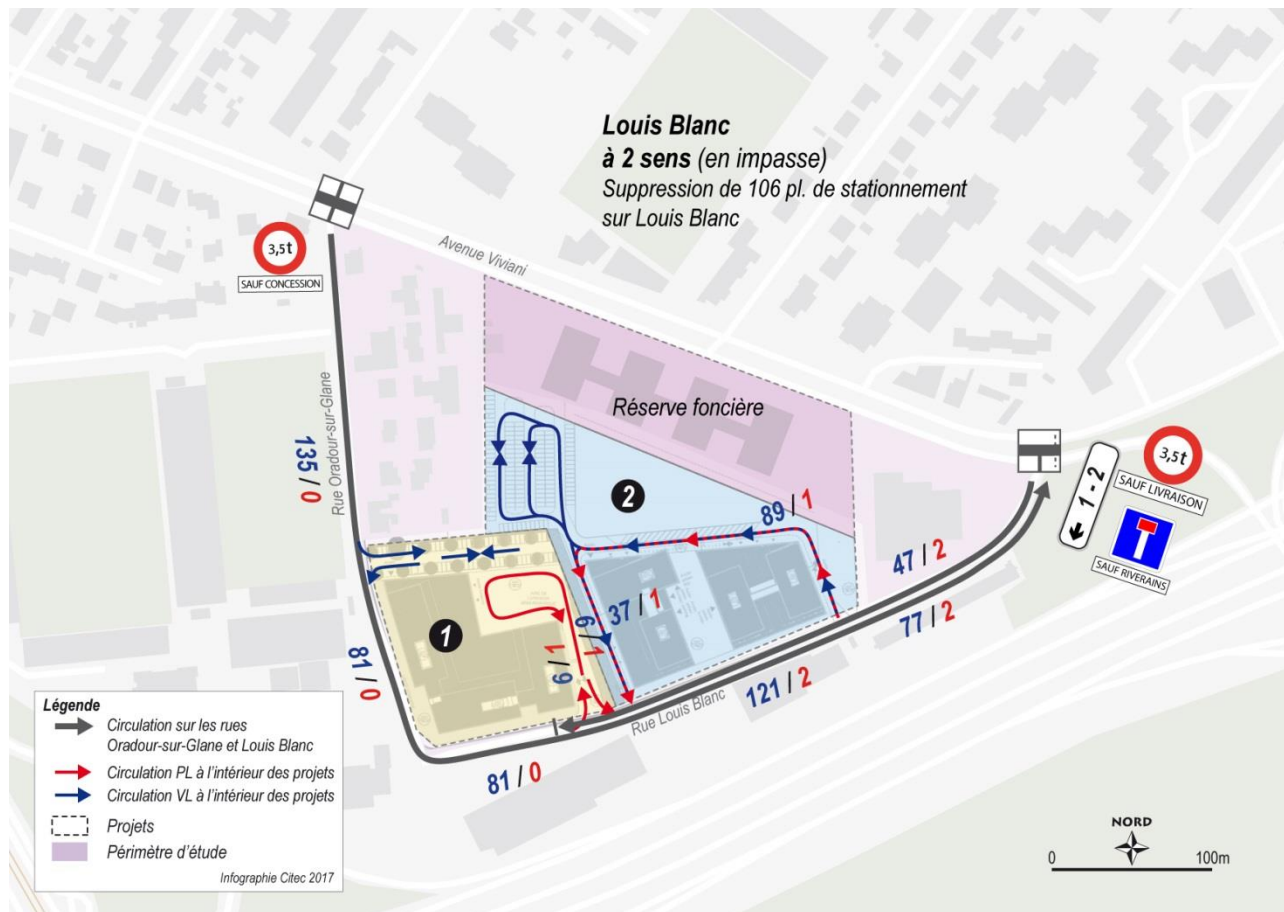 Louis Blanc
à 2 sens (en impasse)
Suppression de 106 pl. de stationnement
sur Louis Blanc
3,5t
SAUF CONCESSION
Avenue Viviani
Rue Oradour-sur-Glane
135 / 0
Réserve foncière
2
89 / 1
1 - 2
3,5t
SAUF LIVRAISON
SAUF RIVERAINS
47 / 2
77 / 2
37 / 1
6 / 1
1
6 / 1
121 / 2
Rue Louis Blanc
81 / 0
81 / 0
Légende
Circulation sur les rues
Oradour-sur-Glane et Louis Blanc
Circulation PL à l'intérieur des projets
Circulation VL à l'intérieur des projets
Projets
Périmètre d'étude
Infographie Citec 2017
NORD
0 100m